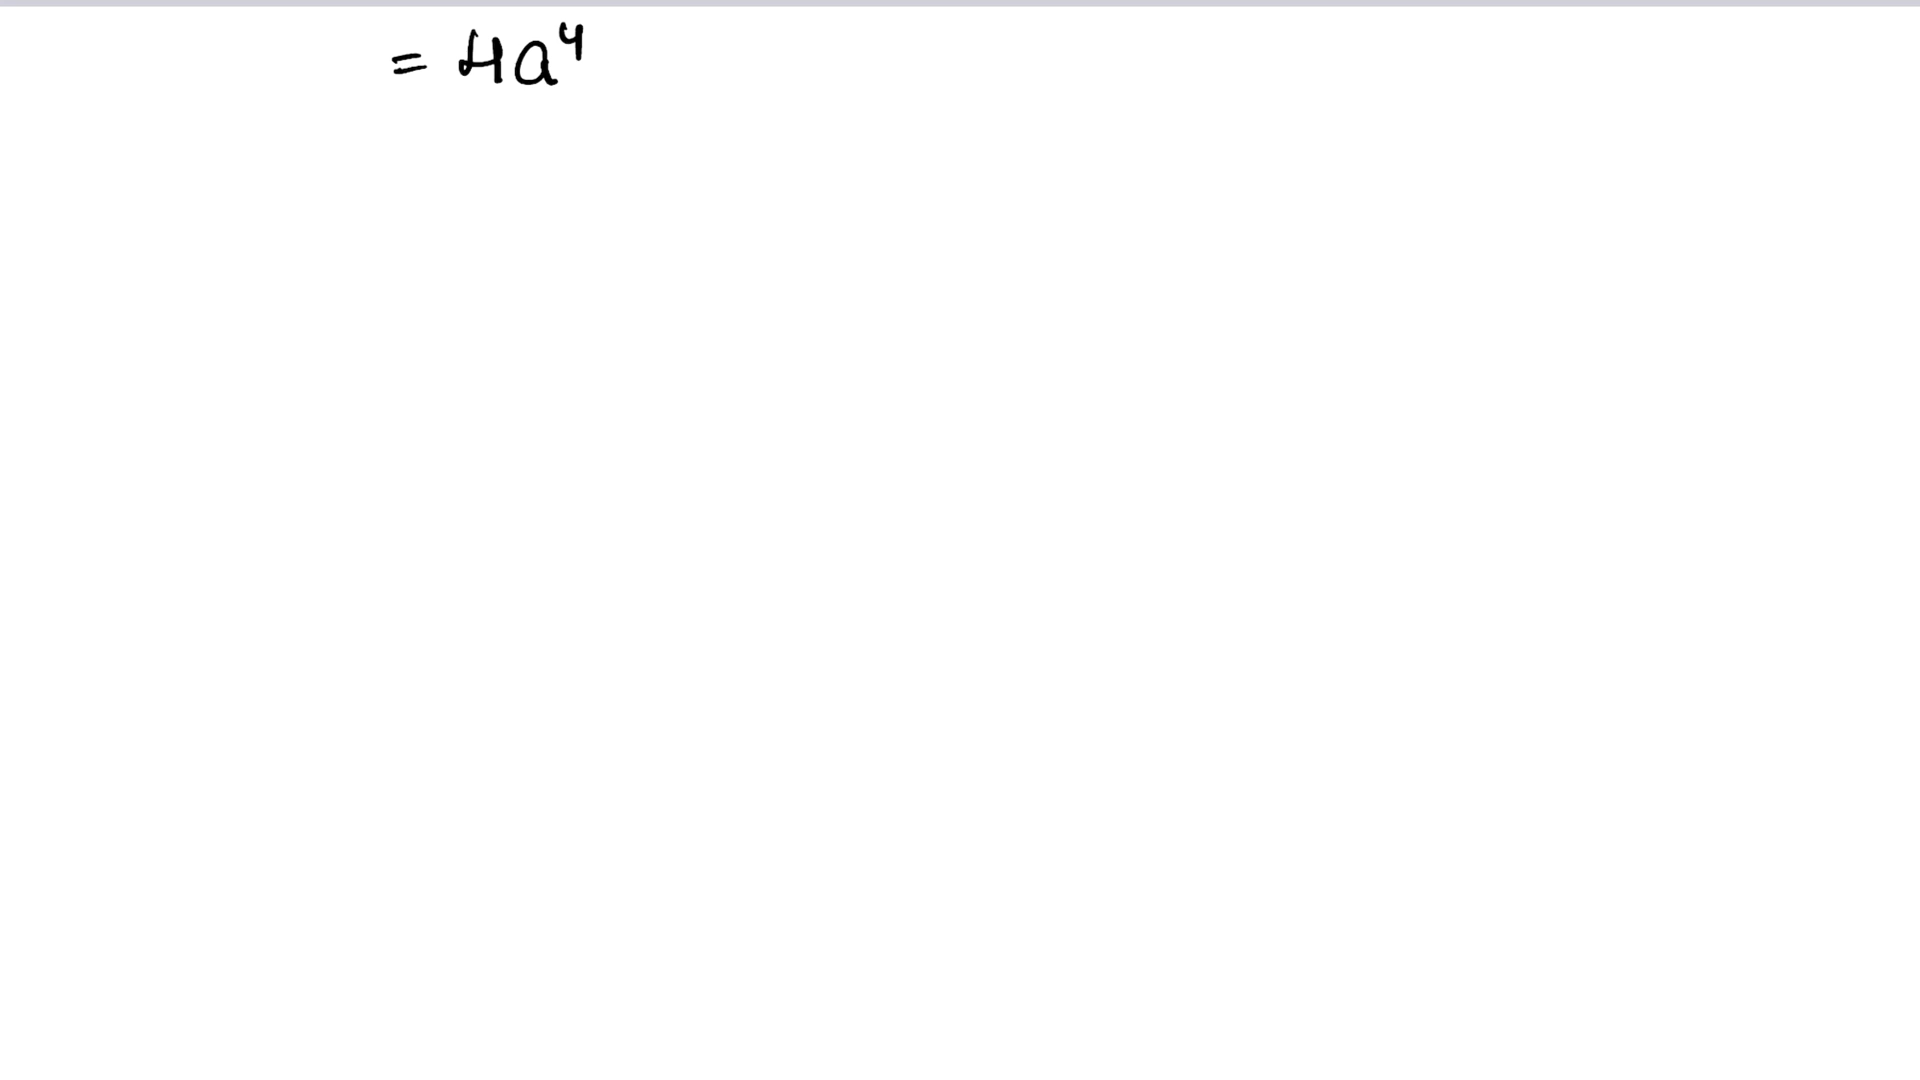 = 4a⁴